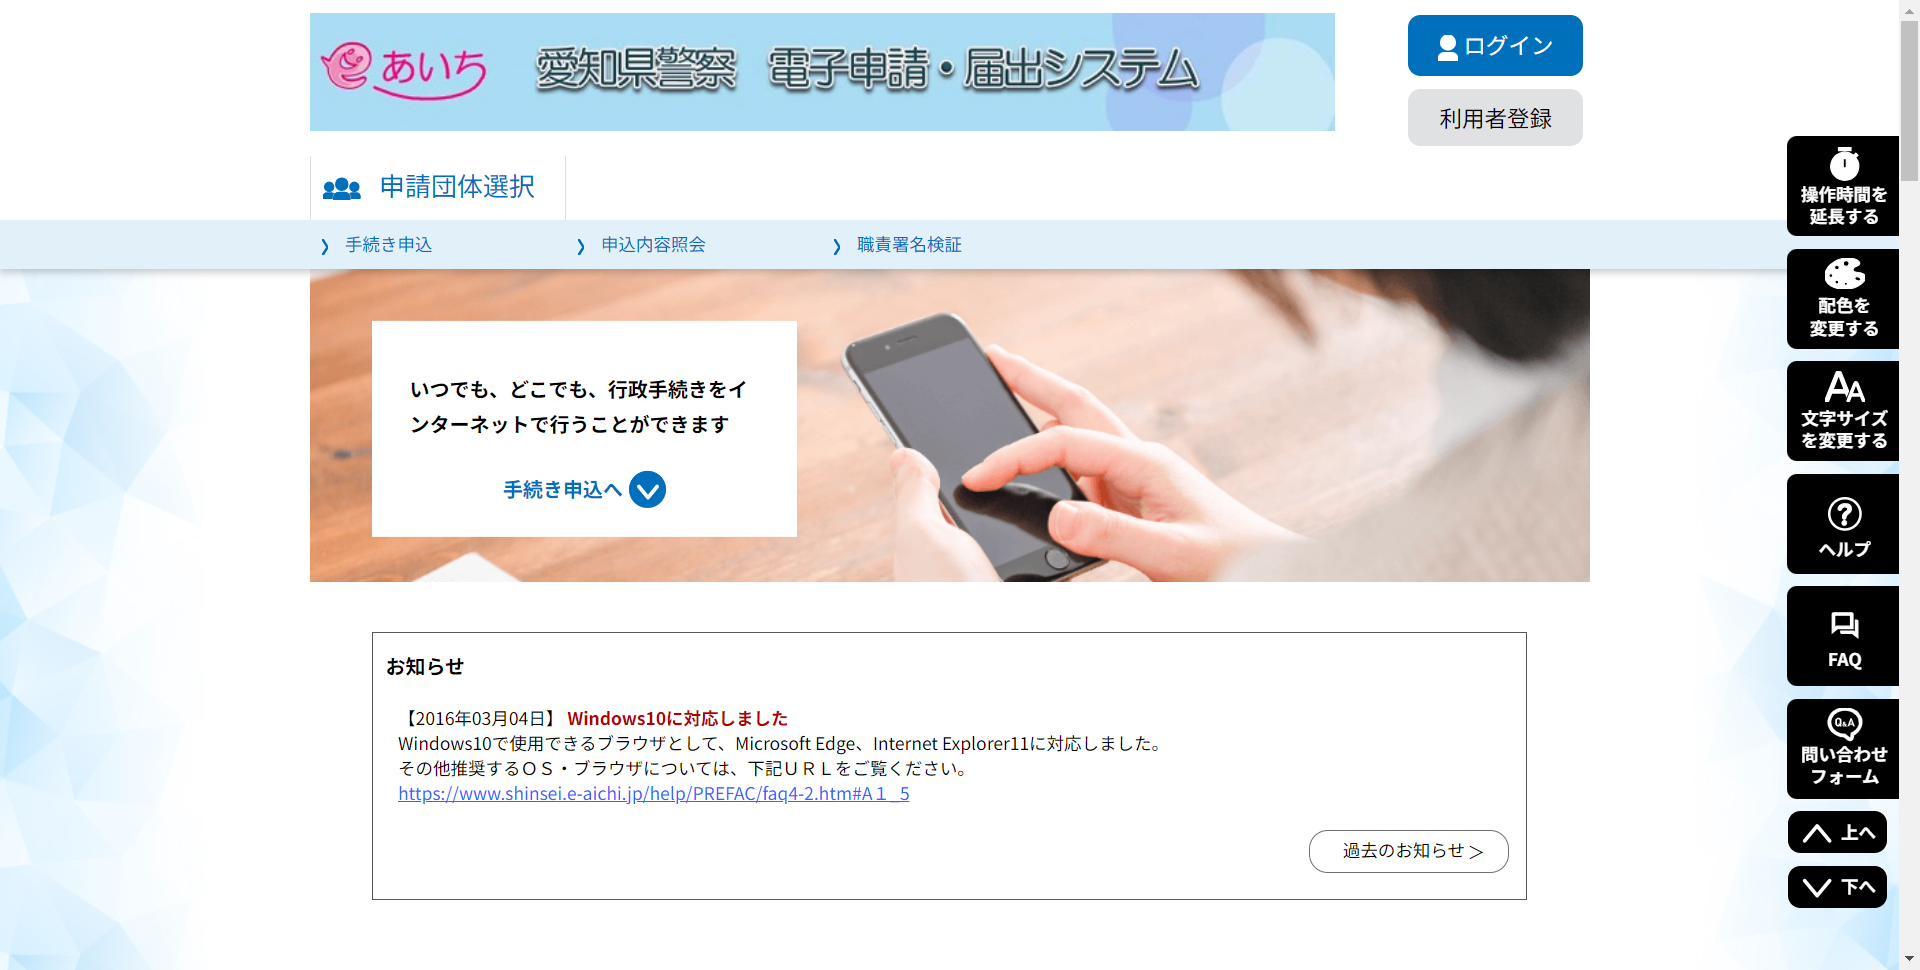 あいち 愛知県警察 電子申請・届出システム
ログイン
利用者登録
申請団体選択
手続き申込
申込内容照会
職責署名検証
いつでも、どこでも、行政手続きをイ
ンターネットで行うことができます
手続き申込へ
お知らせ
【2016年03月04日】 Windows10に対応しました
Windows10で使用できるブラウザとして、Microsoft Edge、Internet Explorer11に対応しました。
その他推奨するＯＳ・ブラウザについては、下記ＵＲＬをご覧ください。
https://www.shinsei.e-aichi.jp/help/PREFAC/faq4-2.htm#A１_5
過去のお知らせ ＞
操作時間を
延長する
配色を
変更する
AA
文字サイズ
を変更する
?
ヘルプ
FAQ
Q&A
問い合わせ
フォーム
上へ
下へ